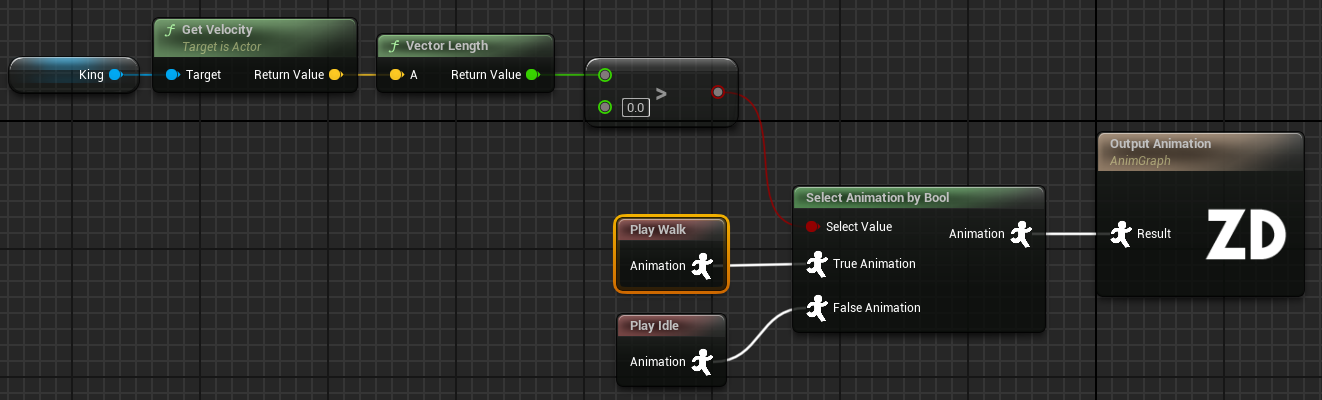 King
Get Velocity
Target is Actor
Target
Return Value
Vector Length
A
Return Value
0.0
>
Output Animation
AnimGraph
Result
ZD
Select Animation by Bool
Select Value
Animation
True Animation
False Animation
Play Walk
Animation
Play Idle
Animation